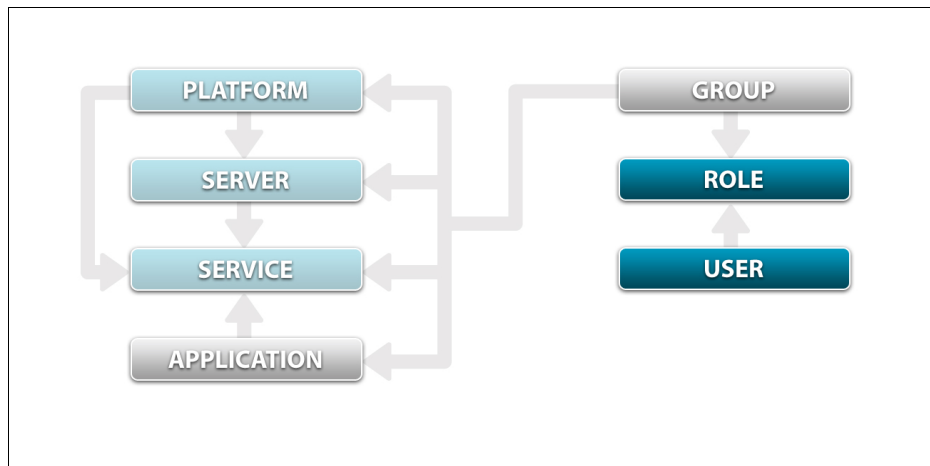 PLATFORM
SERVER
SERVICE
APPLICATION
GROUP
ROLE
USER